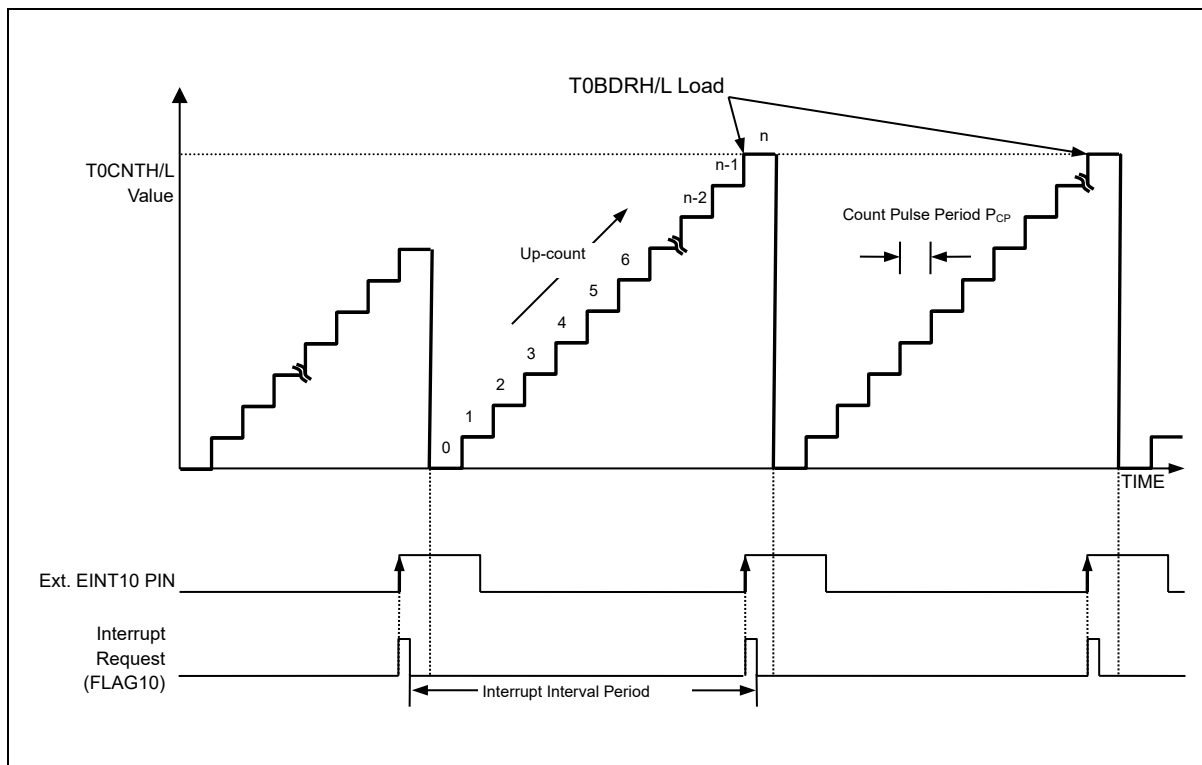 T0BDRH/L Load
T0CNTH/L
Value
n
n-1
n-2
Count Pulse Period PCP
Up-count
6
5
4
3
2
1
0
TIME
Ext. EINT10 PIN
Interrupt
Request
(FLAG10)
Interrupt Interval Period